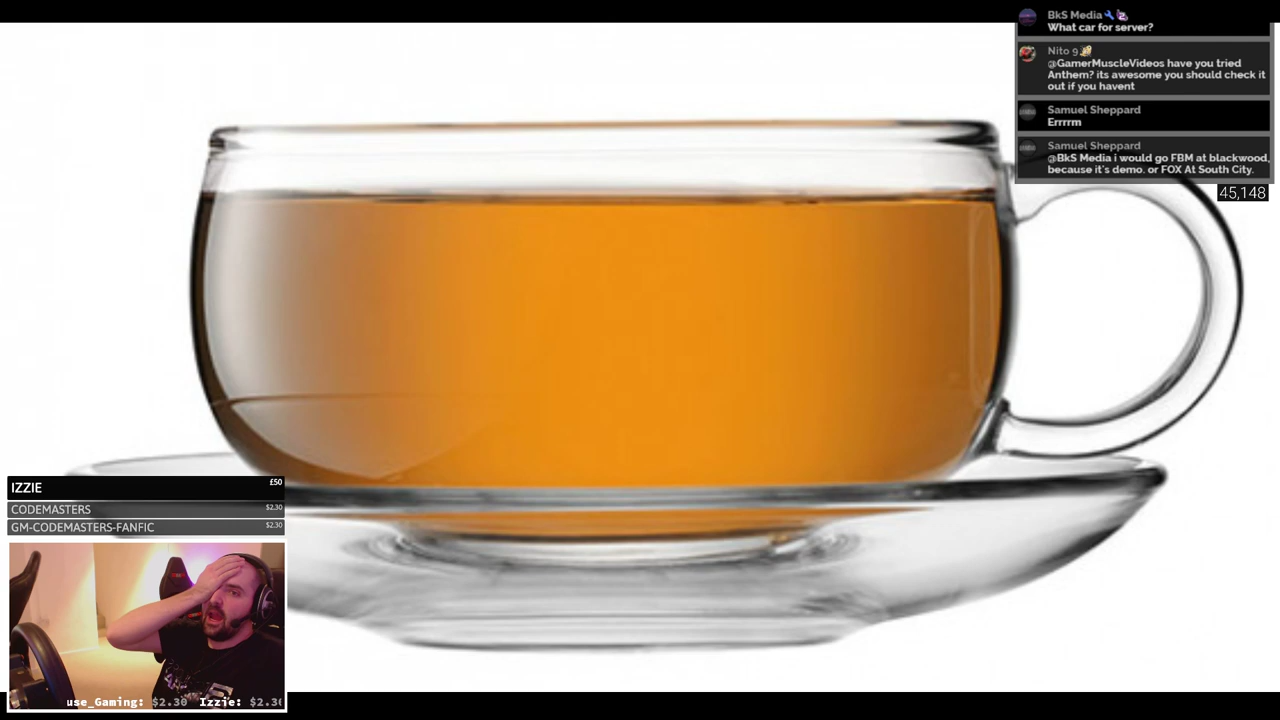 BkS Media
What car for server?
Nito 9
@GamerMuscleVideos have you tried
Anthem? its awesome you should check it
out if you havent
Samuel Sheppard
Errrrm
Samuel Sheppard
@BkS Media i would go FBM at blackwood,
because it's demo. or FOX At South City.
45,148
IZZIE £50
CODEMASTERS $2.30
GM-CODEMASTERS-FANFIC $2.30
use_Gaming: $2.30 Izzie: $2.30